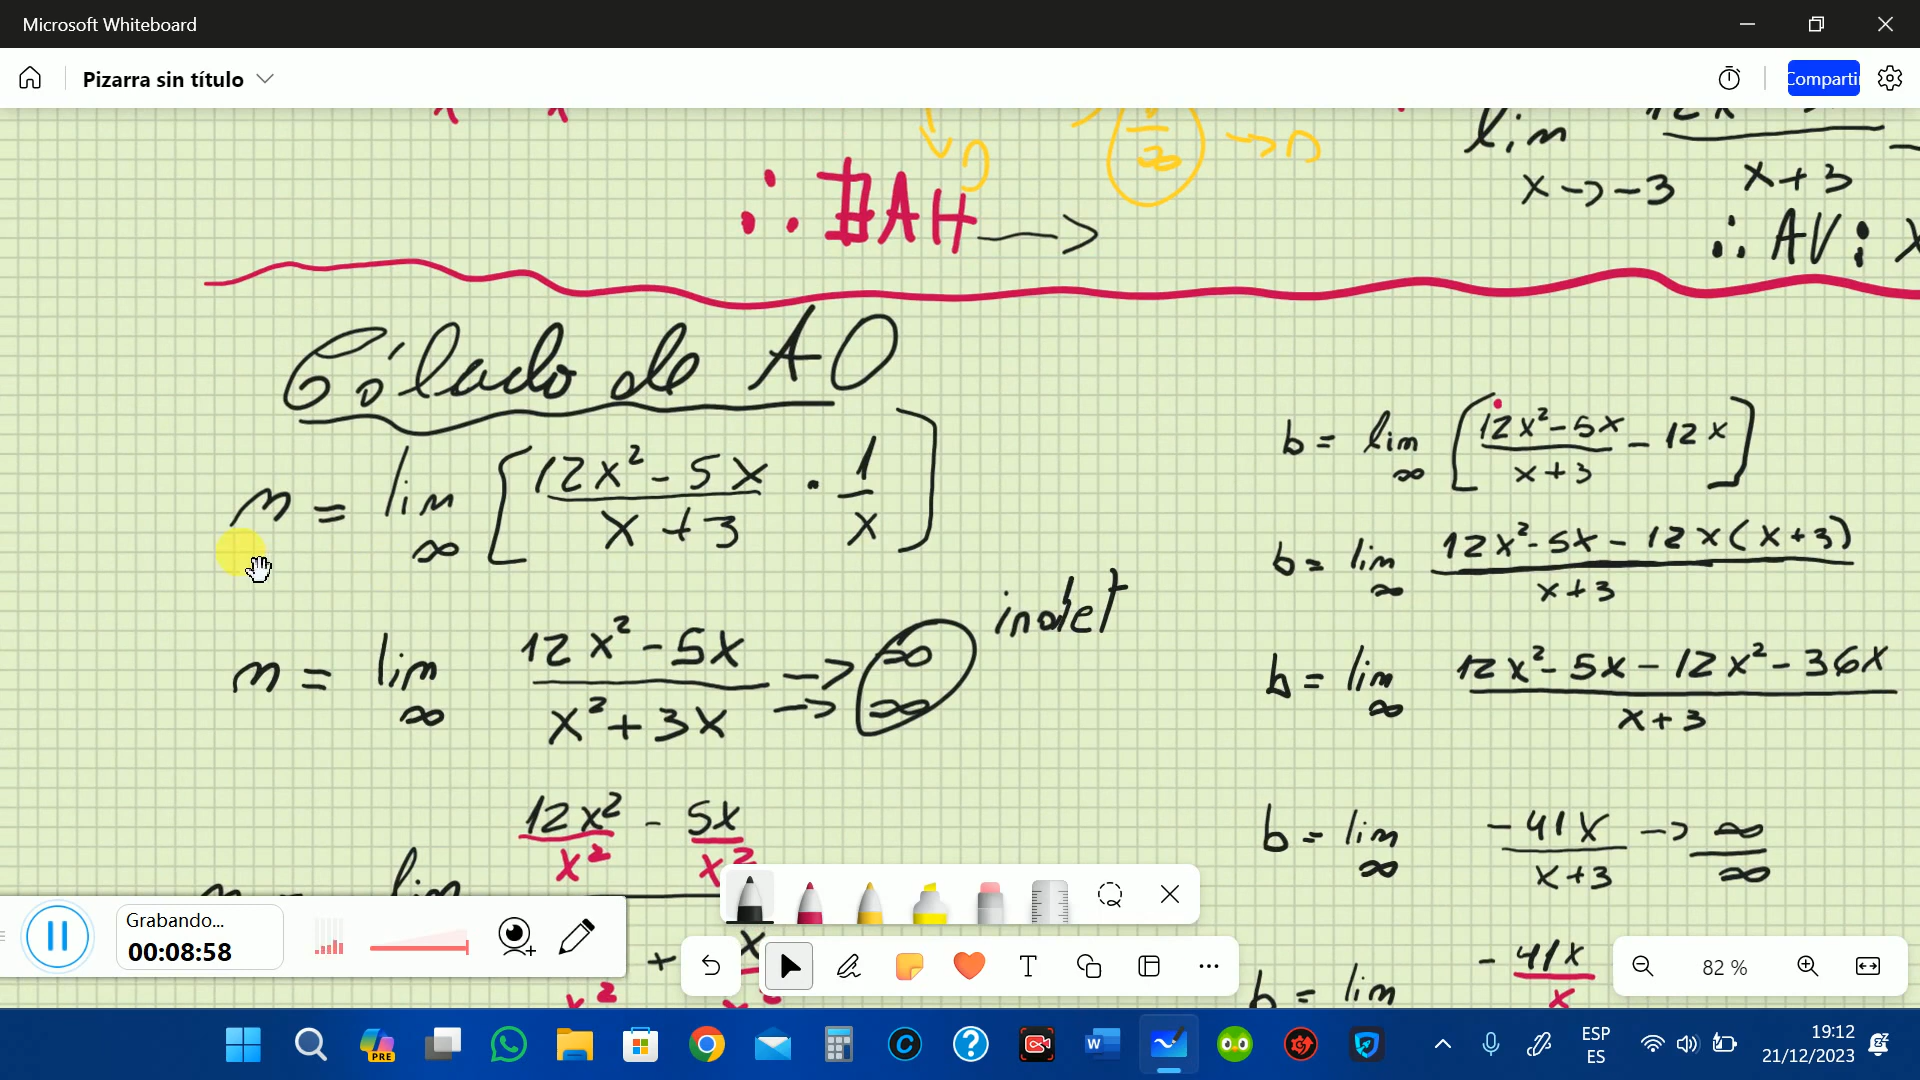 Microsoft Whiteboard
Pizarra sin título
Comparti
lim
x → -3
x + 3
∴ ∄ AH →
→ 0
∴ AV: x
Cálculo de AO
m = lim ∞ [ (12x² - 5x)/(x + 3) · 1/x ]
m = lim ∞ (12x² - 5x)/(x² + 3x) → ∞ → ∞ indet
lim 12x²/x² - 5x/x²
b = lim ∞ [ (12x² - 5x)/(x + 3) - 12x ]
b = lim ∞ (12x² - 5x - 12x(x + 3))/(x + 3)
b = lim ∞ (12x² - 5x - 12x² - 36x)/(x + 3)
b = lim ∞ (-41x)/(x + 3) → ∞/∞
b = lim - 41x/x
Grabando...
00:08:58
82 %
PRE
ESP
ES
19:12
21/12/2023